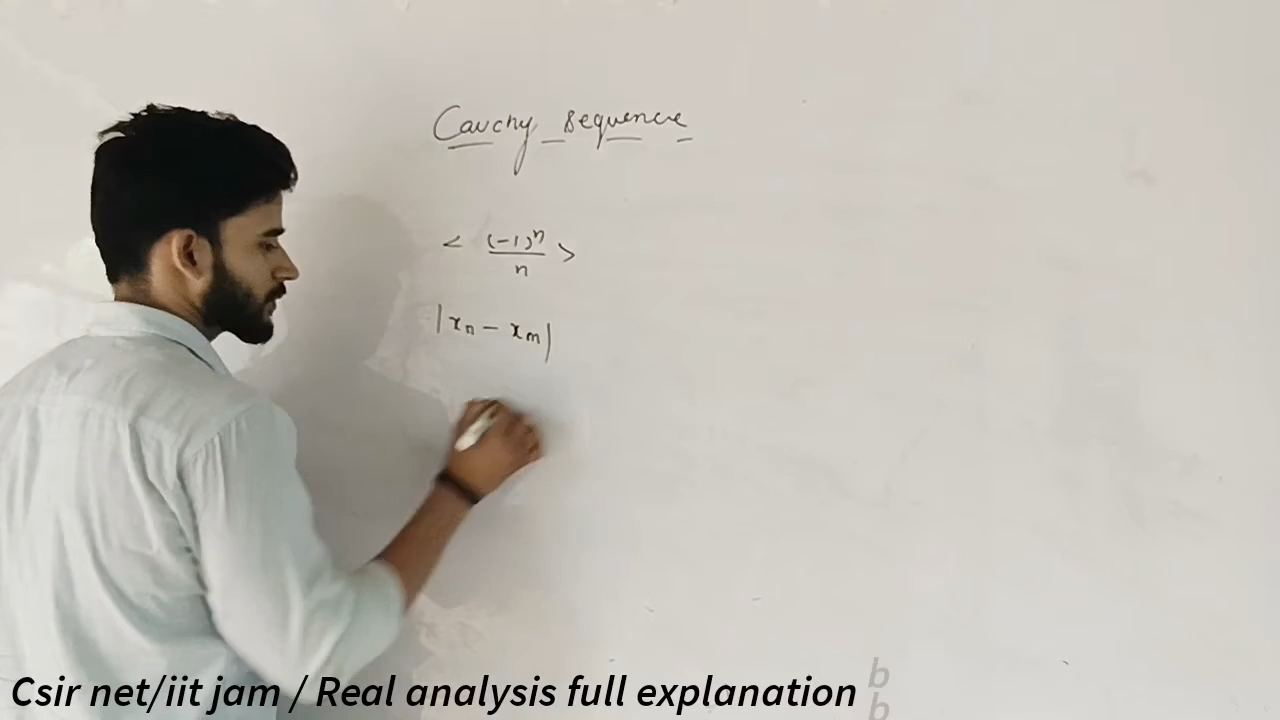 Cauchy Sequence
< (-1)^n / n >
|xn - xm|
Csir net/iit jam / Real analysis full explanation
b
b